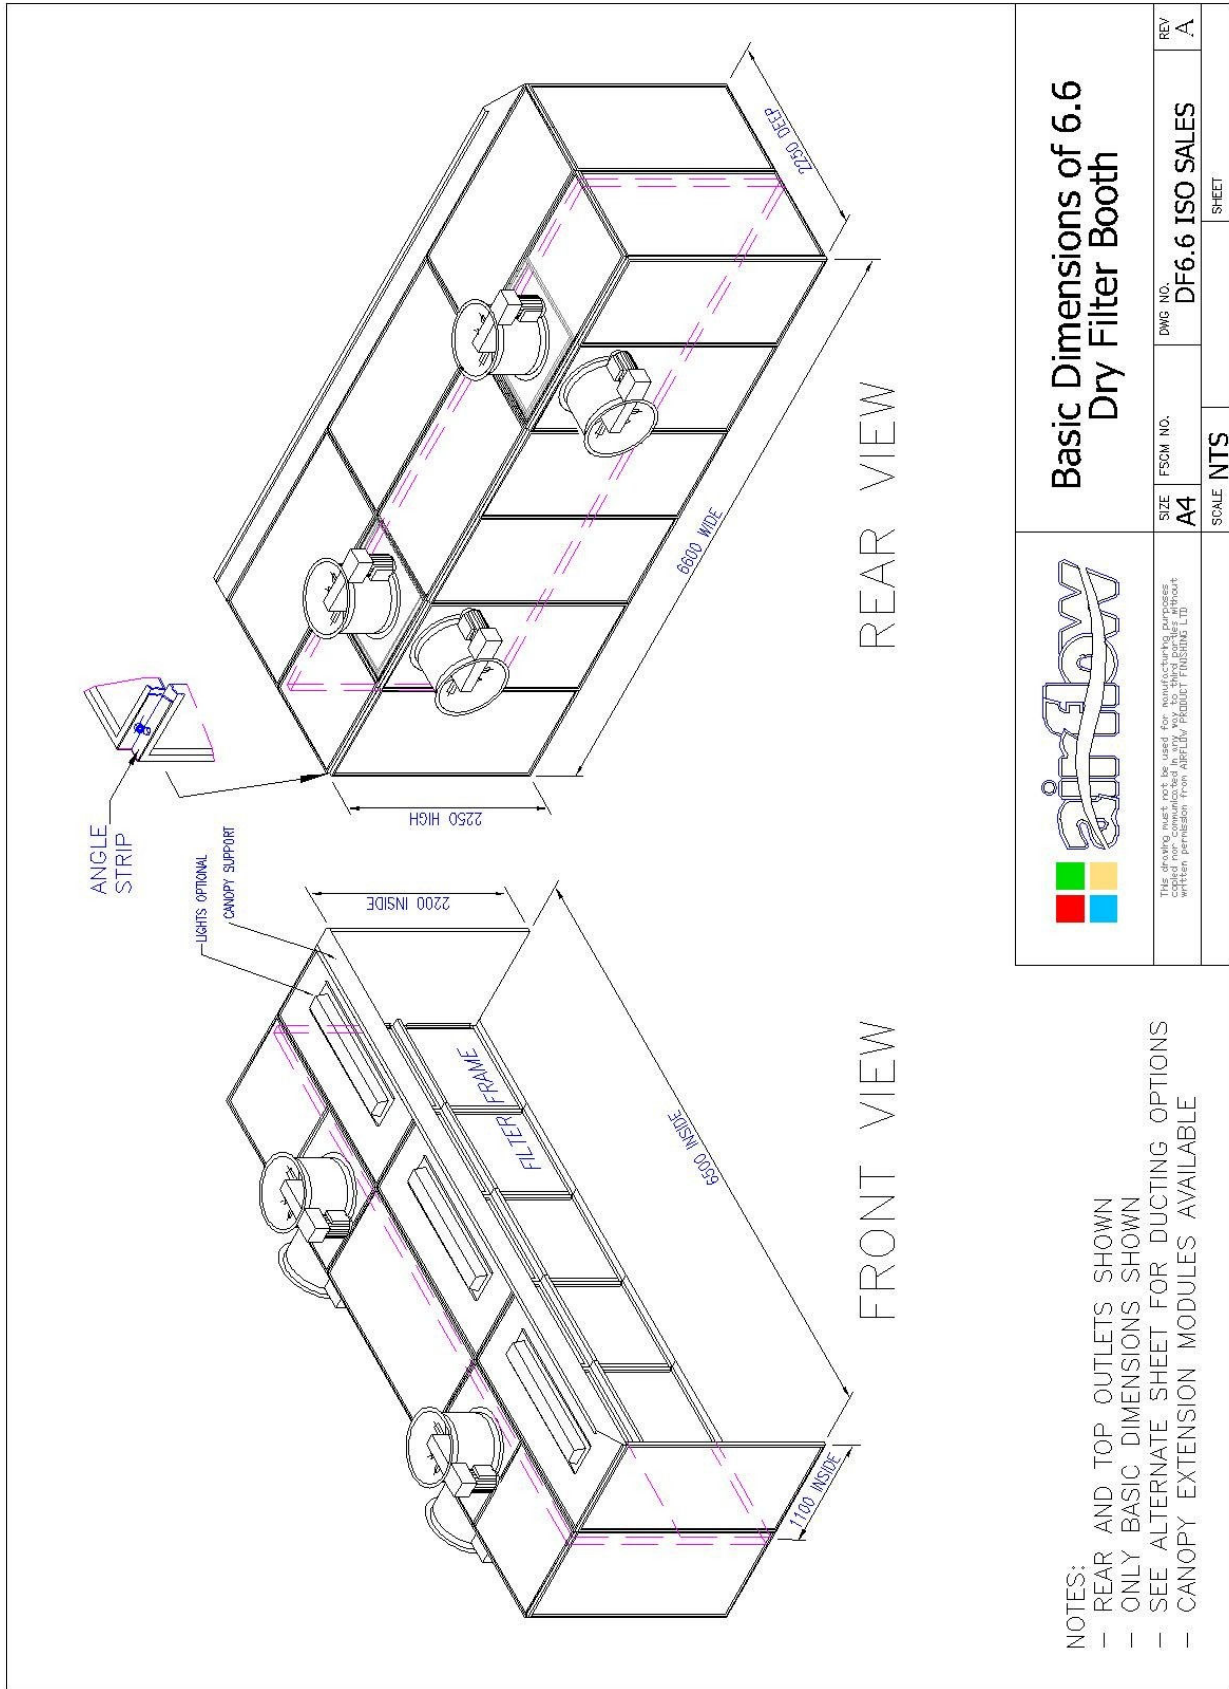 ANGLE
STRIP
LIGHTS OPTIONAL
CANOPY SUPPORT
2200 INSIDE
FILTER FRAME
6500 INSIDE
1100 INSIDE
FRONT VIEW
2250 HIGH
6600 WIDE
2250 DEEP
REAR VIEW
NOTES:
- REAR AND TOP OUTLETS SHOWN
- ONLY BASIC DIMENSIONS SHOWN
- SEE ALTERNATE SHEET FOR DUCTING OPTIONS
- CANOPY EXTENSION MODULES AVAILABLE
airflow
This drawing must not be used for manufacturing purposes
copied nor communicated in any way to third parties without
written permission from AIRFLOW PRODUCT FINISHING LTD
Basic Dimensions of 6.6
Dry Filter Booth
SIZE
A4
FSCM NO.
DWG NO.
DF6.6 ISO SALES
REV
A
SCALE NTS
SHEET